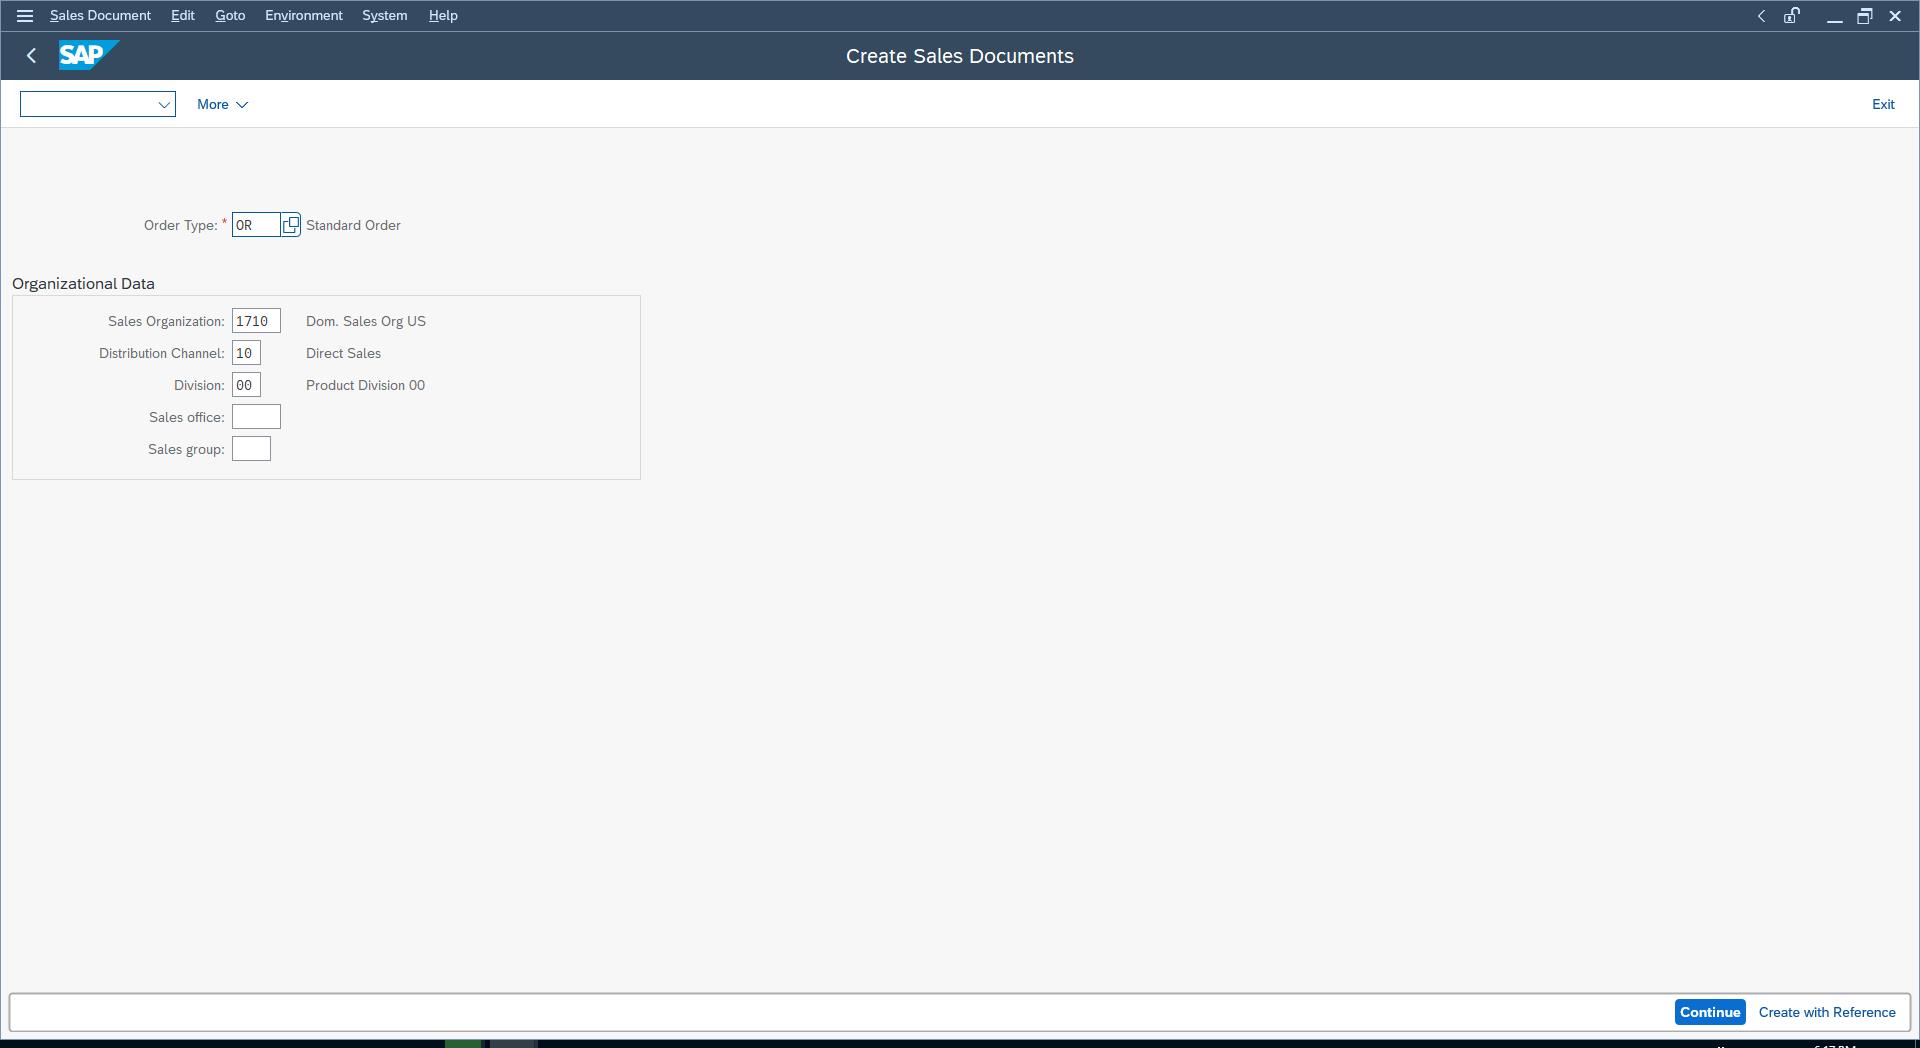 Sales Document Edit Goto Environment System Help
SAP Create Sales Documents
More Exit
Order Type: * OR Standard Order
Organizational Data
Sales Organization: 1710 Dom. Sales Org US
Distribution Channel: 10 Direct Sales
Division: 00 Product Division 00
Sales office:
Sales group:
Continue Create with Reference